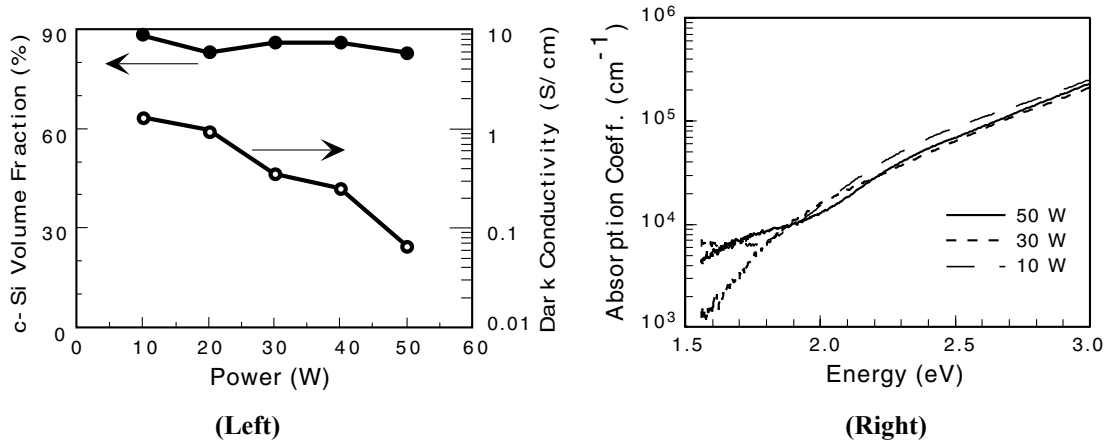 90
60
30
0
c-Si Volume Fraction (%)
10
1
0.1
0.01
Dark Conductivity (S/cm)
0 10 20 30 40 50 60
Power (W)
(Left)
10^6
10^5
10^4
10^3
Absorption Coeff. (cm^-1)
50 W
30 W
10 W
1.5 2.0 2.5 3.0
Energy (eV)
(Right)